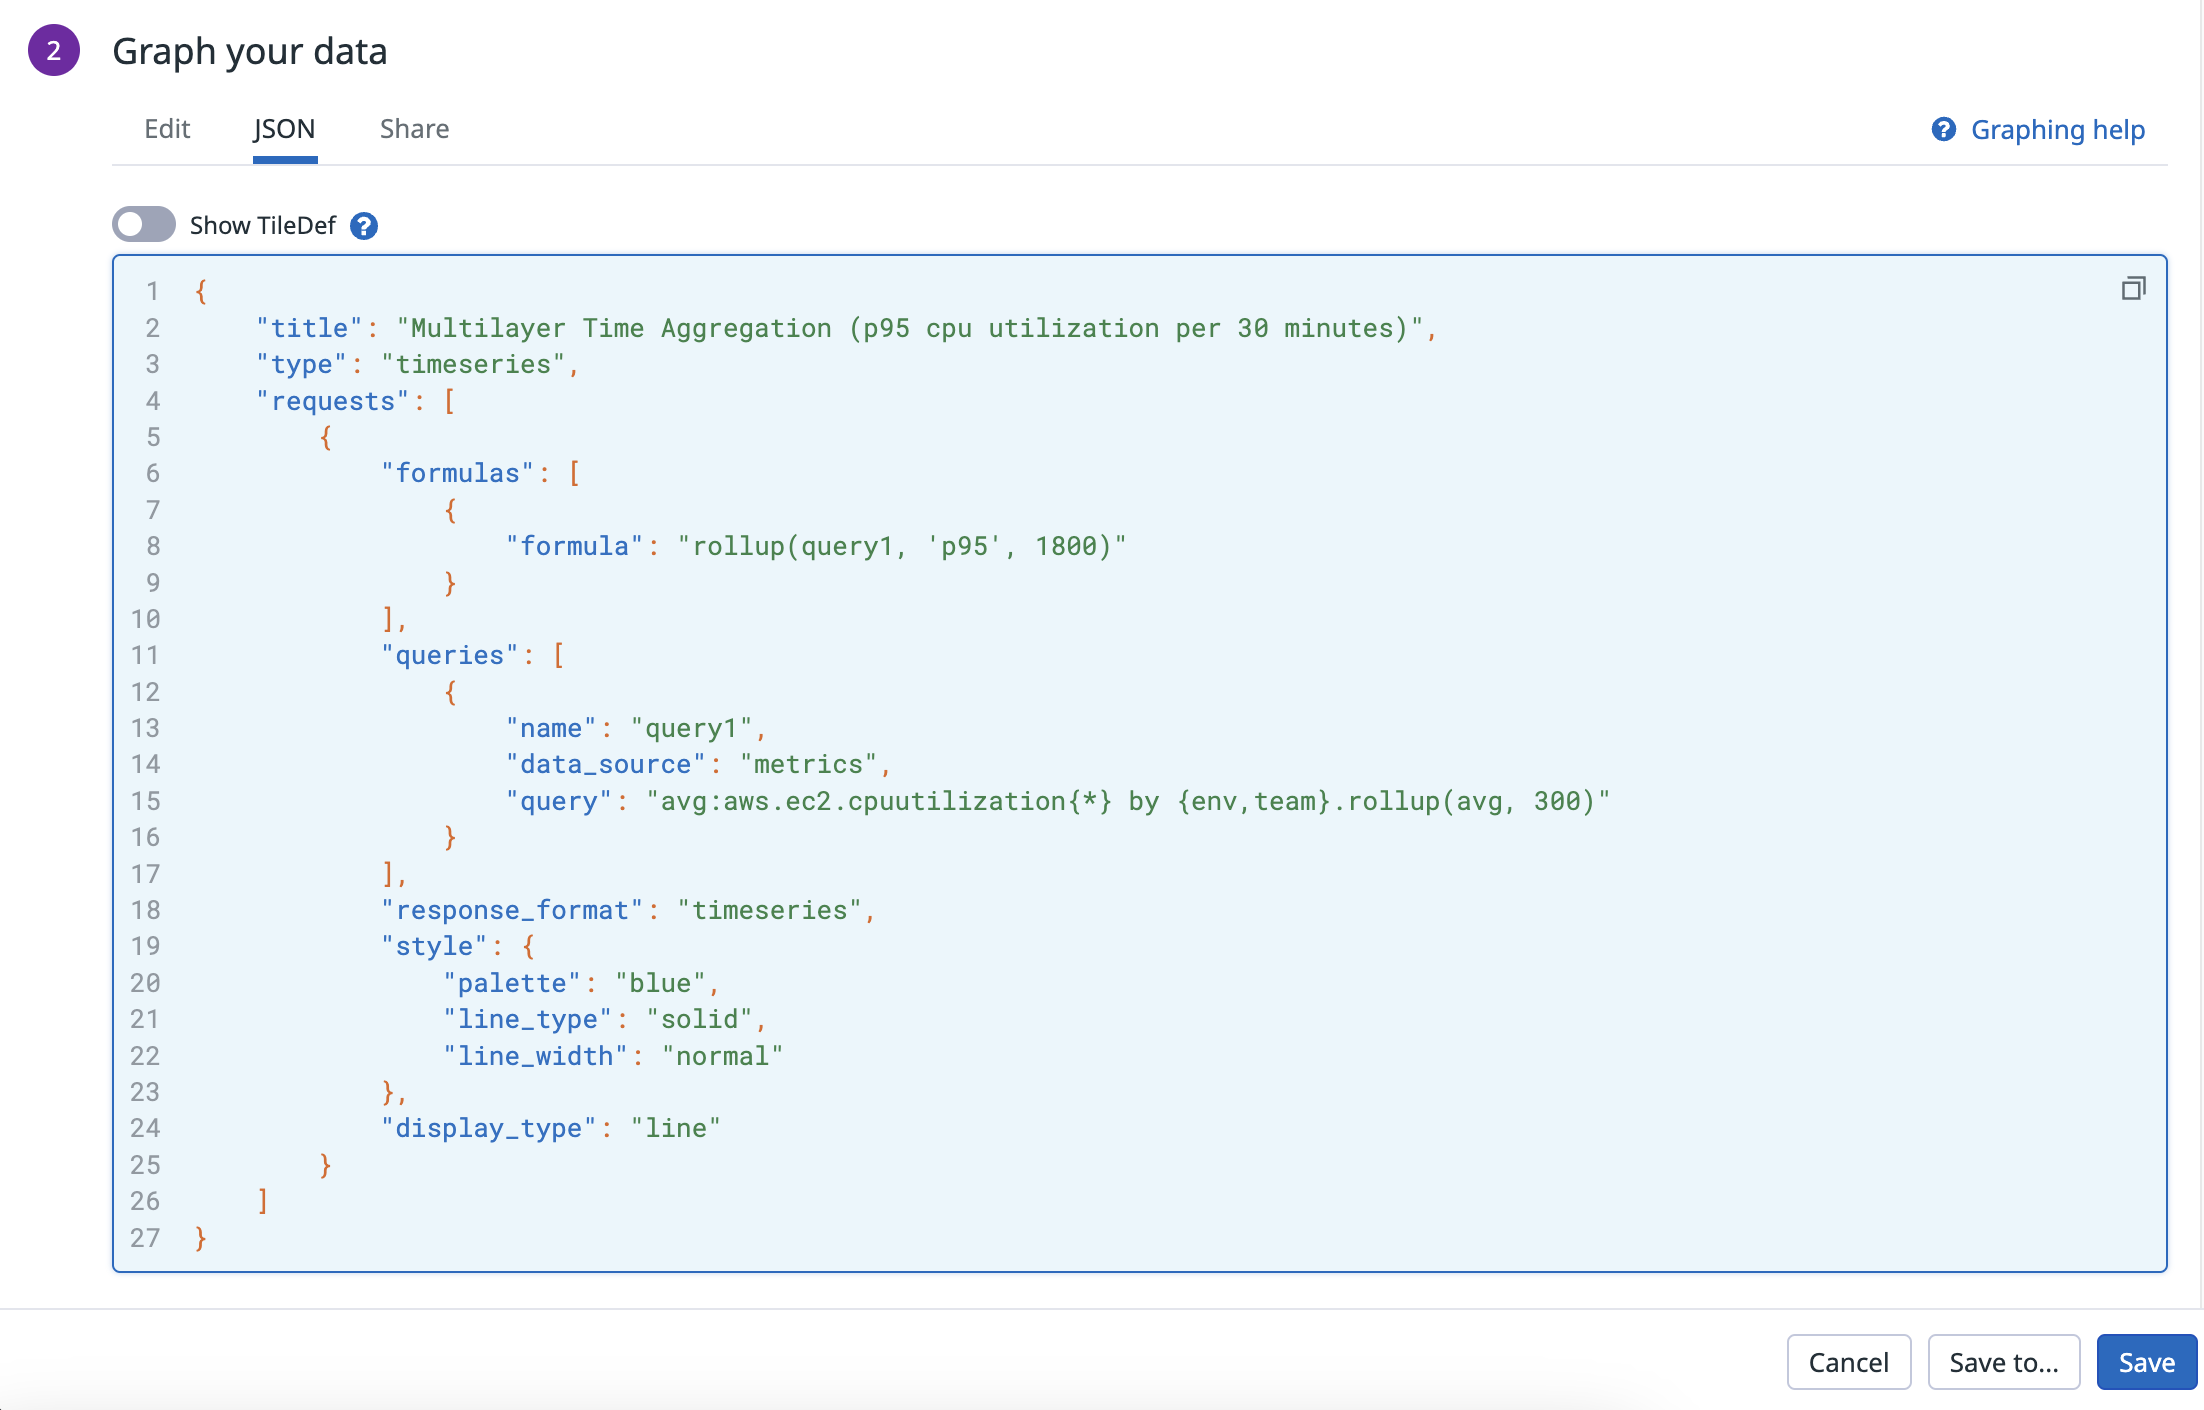 2 Graph your data
Edit JSON Share ? Graphing help
Show TileDef ?
1 {
2     "title": "Multilayer Time Aggregation (p95 cpu utilization per 30 minutes)",
3     "type": "timeseries",
4     "requests": [
5         {
6             "formulas": [
7                 {
8                     "formula": "rollup(query1, 'p95', 1800)"
9                 }
10             ],
11             "queries": [
12                 {
13                     "name": "query1",
14                     "data_source": "metrics",
15                     "query": "avg:aws.ec2.cpuutilization{*} by {env,team}.rollup(avg, 300)"
16                 }
17             ],
18             "response_format": "timeseries",
19             "style": {
20                 "palette": "blue",
21                 "line_type": "solid",
22                 "line_width": "normal"
23             },
24             "display_type": "line"
25         }
26     ]
27 }
Cancel Save to... Save